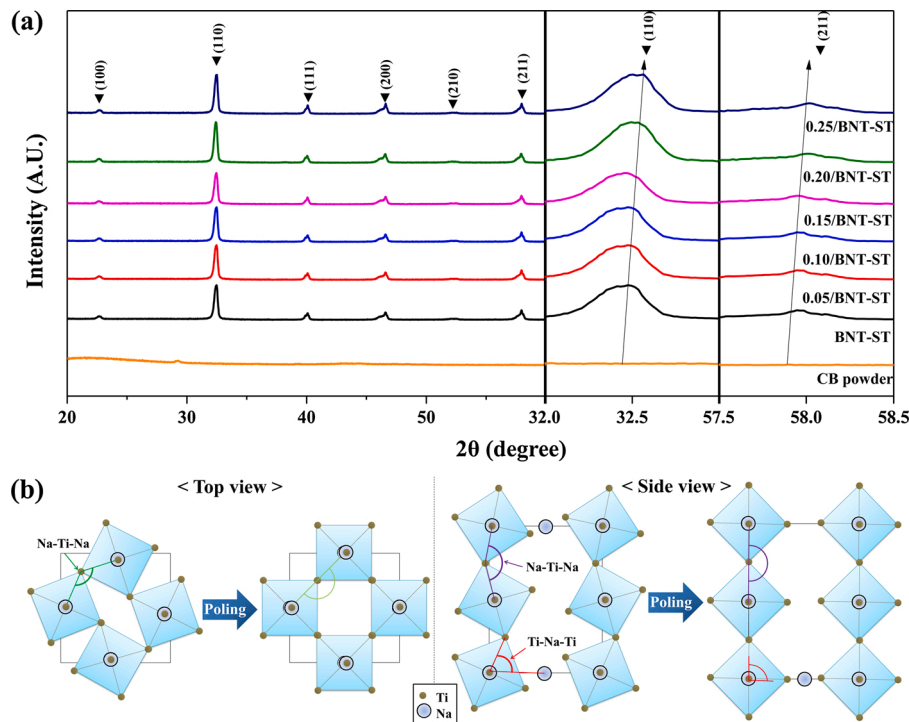 (a)
Intensity (A.U.)
▼(100)
▼(110)
▼(111)
▼(200)
▼(210)
▼(211)
▼(110)
▼(211)
0.25/BNT-ST
0.20/BNT-ST
0.15/BNT-ST
0.10/BNT-ST
0.05/BNT-ST
BNT-ST
CB powder
20 30 40 50 32.0 32.5 57.5 58.0 58.5
2θ (degree)
(b)
< Top view >
< Side view >
Na-Ti-Na
Poling
Na-Ti-Na
Poling
Ti-Na-Ti
Ti
Na